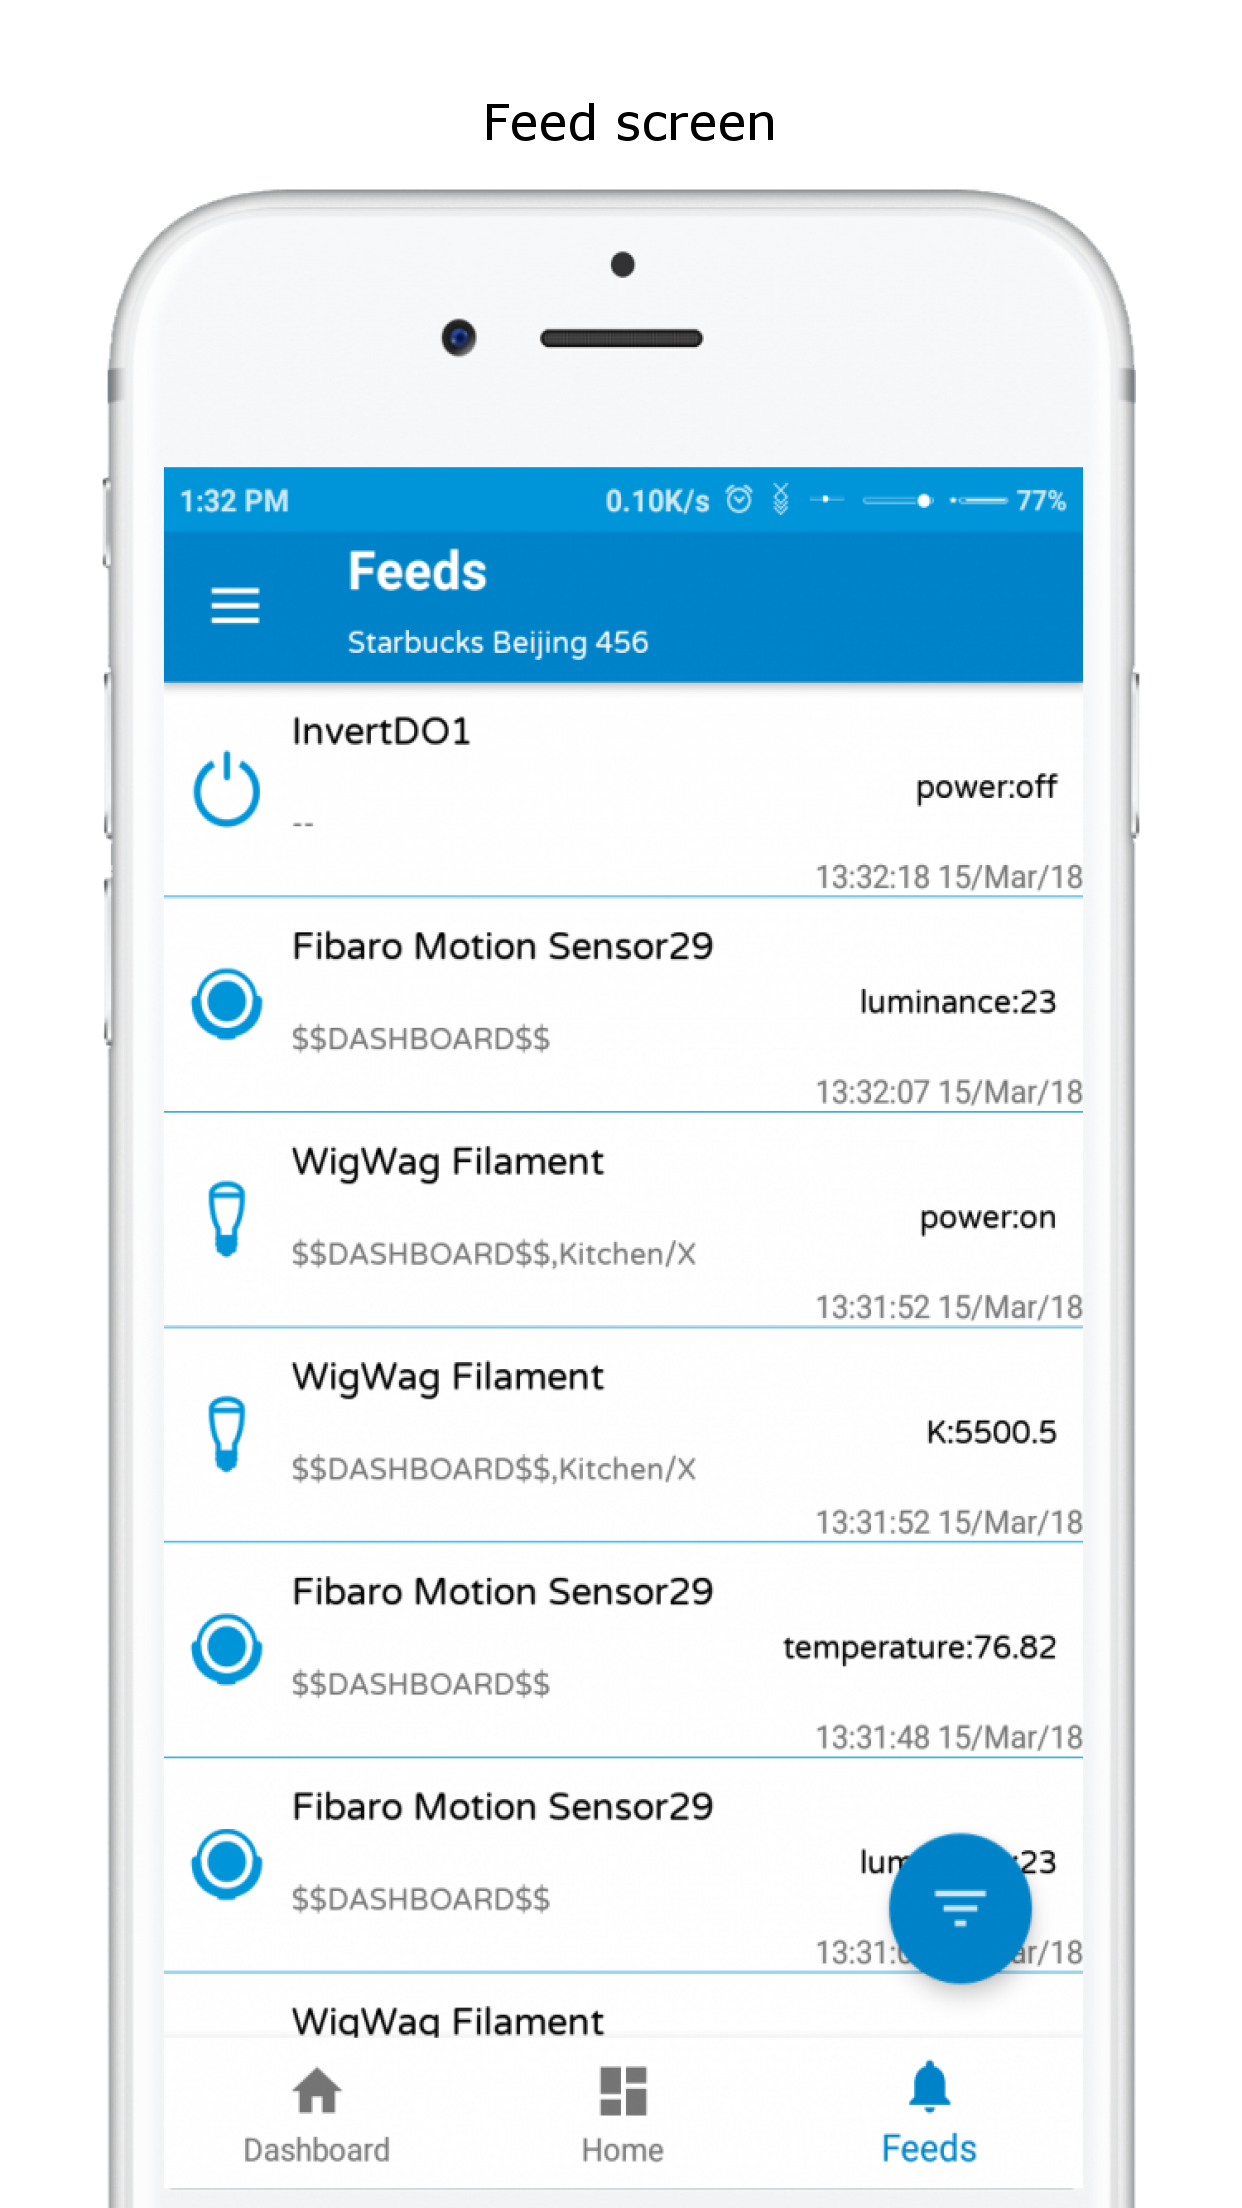 Feed screen
1:32 PM 0.10K/s 77%
Feeds
Starbucks Beijing 456
InvertDO1
power:off
--
13:32:18 15/Mar/18
Fibaro Motion Sensor29
luminance:23
$$DASHBOARD$$
13:32:07 15/Mar/18
WigWag Filament
power:on
$$DASHBOARD$$,Kitchen/X
13:31:52 15/Mar/18
WigWag Filament
K:5500.5
$$DASHBOARD$$,Kitchen/X
13:31:52 15/Mar/18
Fibaro Motion Sensor29
temperature:76.82
$$DASHBOARD$$
13:31:48 15/Mar/18
Fibaro Motion Sensor29
:23
$$DASHBOARD$$
13:31: /18
WigWag Filament
Dashboard Home Feeds